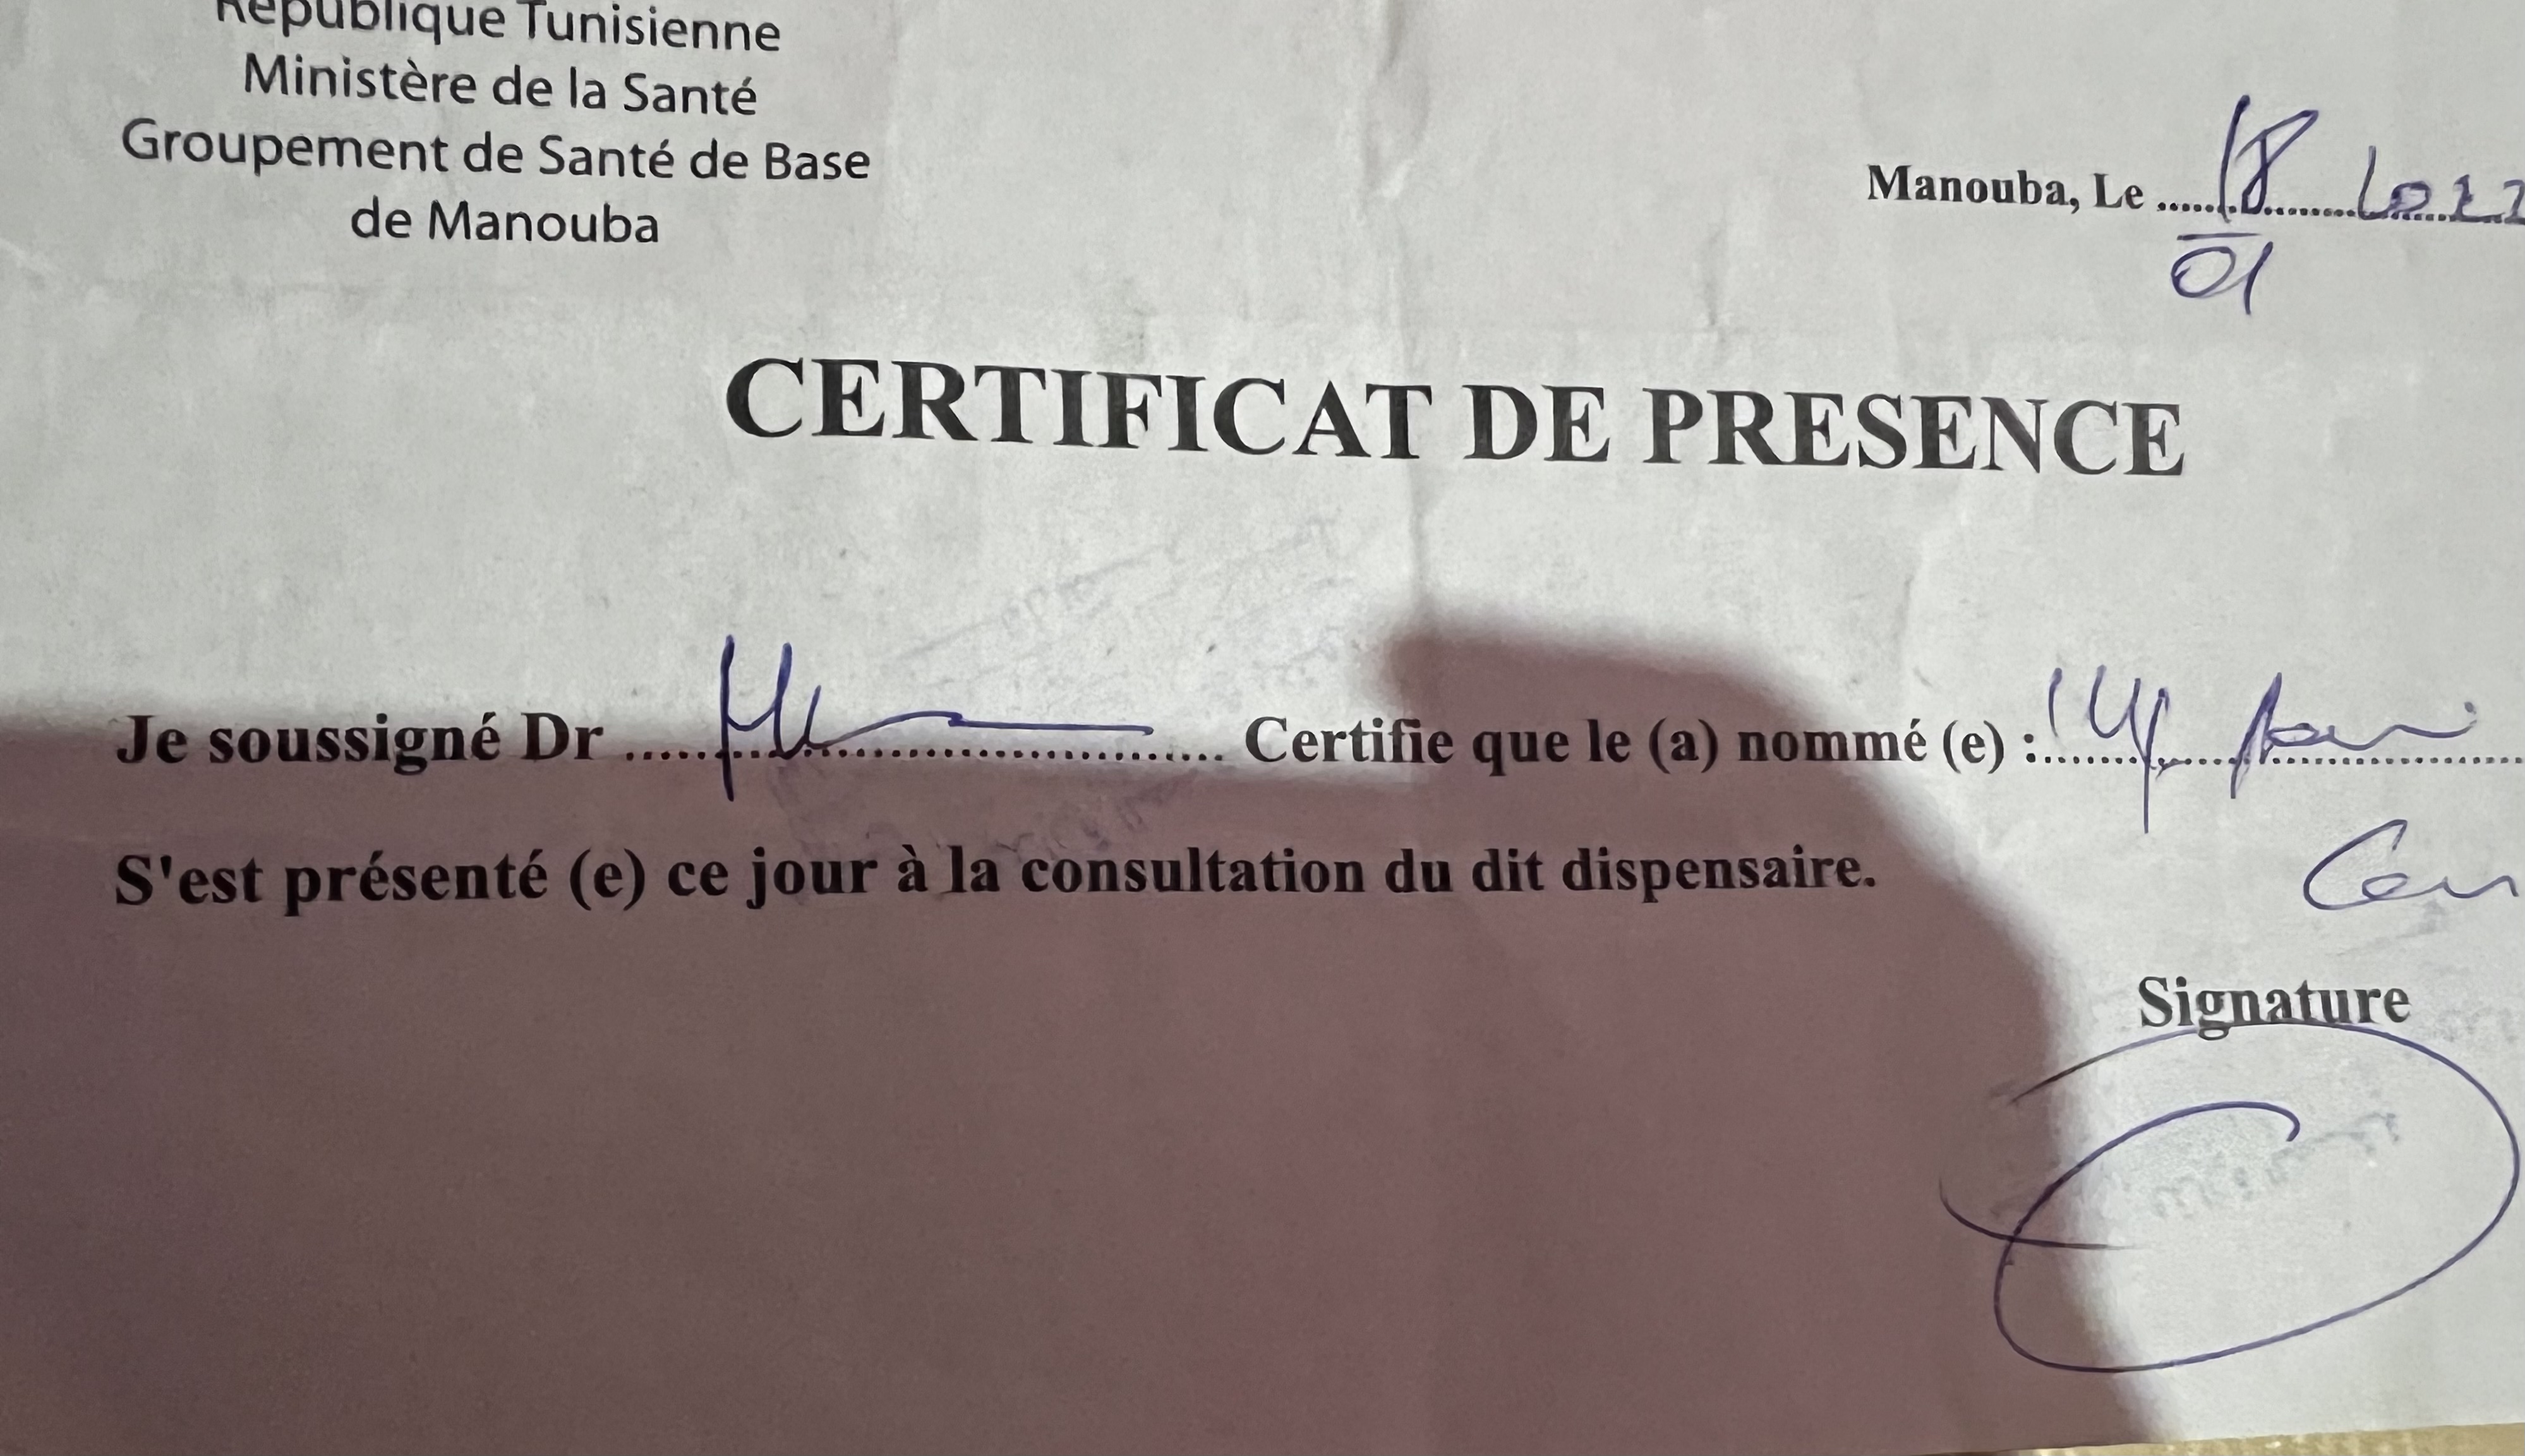 République Tunisienne
Ministère de la Santé
Groupement de Santé de Base
de Manouba
Manouba, Le 18 2022
01
CERTIFICAT DE PRESENCE
Je soussigné Dr Certifie que le (a) nommé (e) :
S'est présenté (e) ce jour à la consultation du dit dispensaire.
Signature